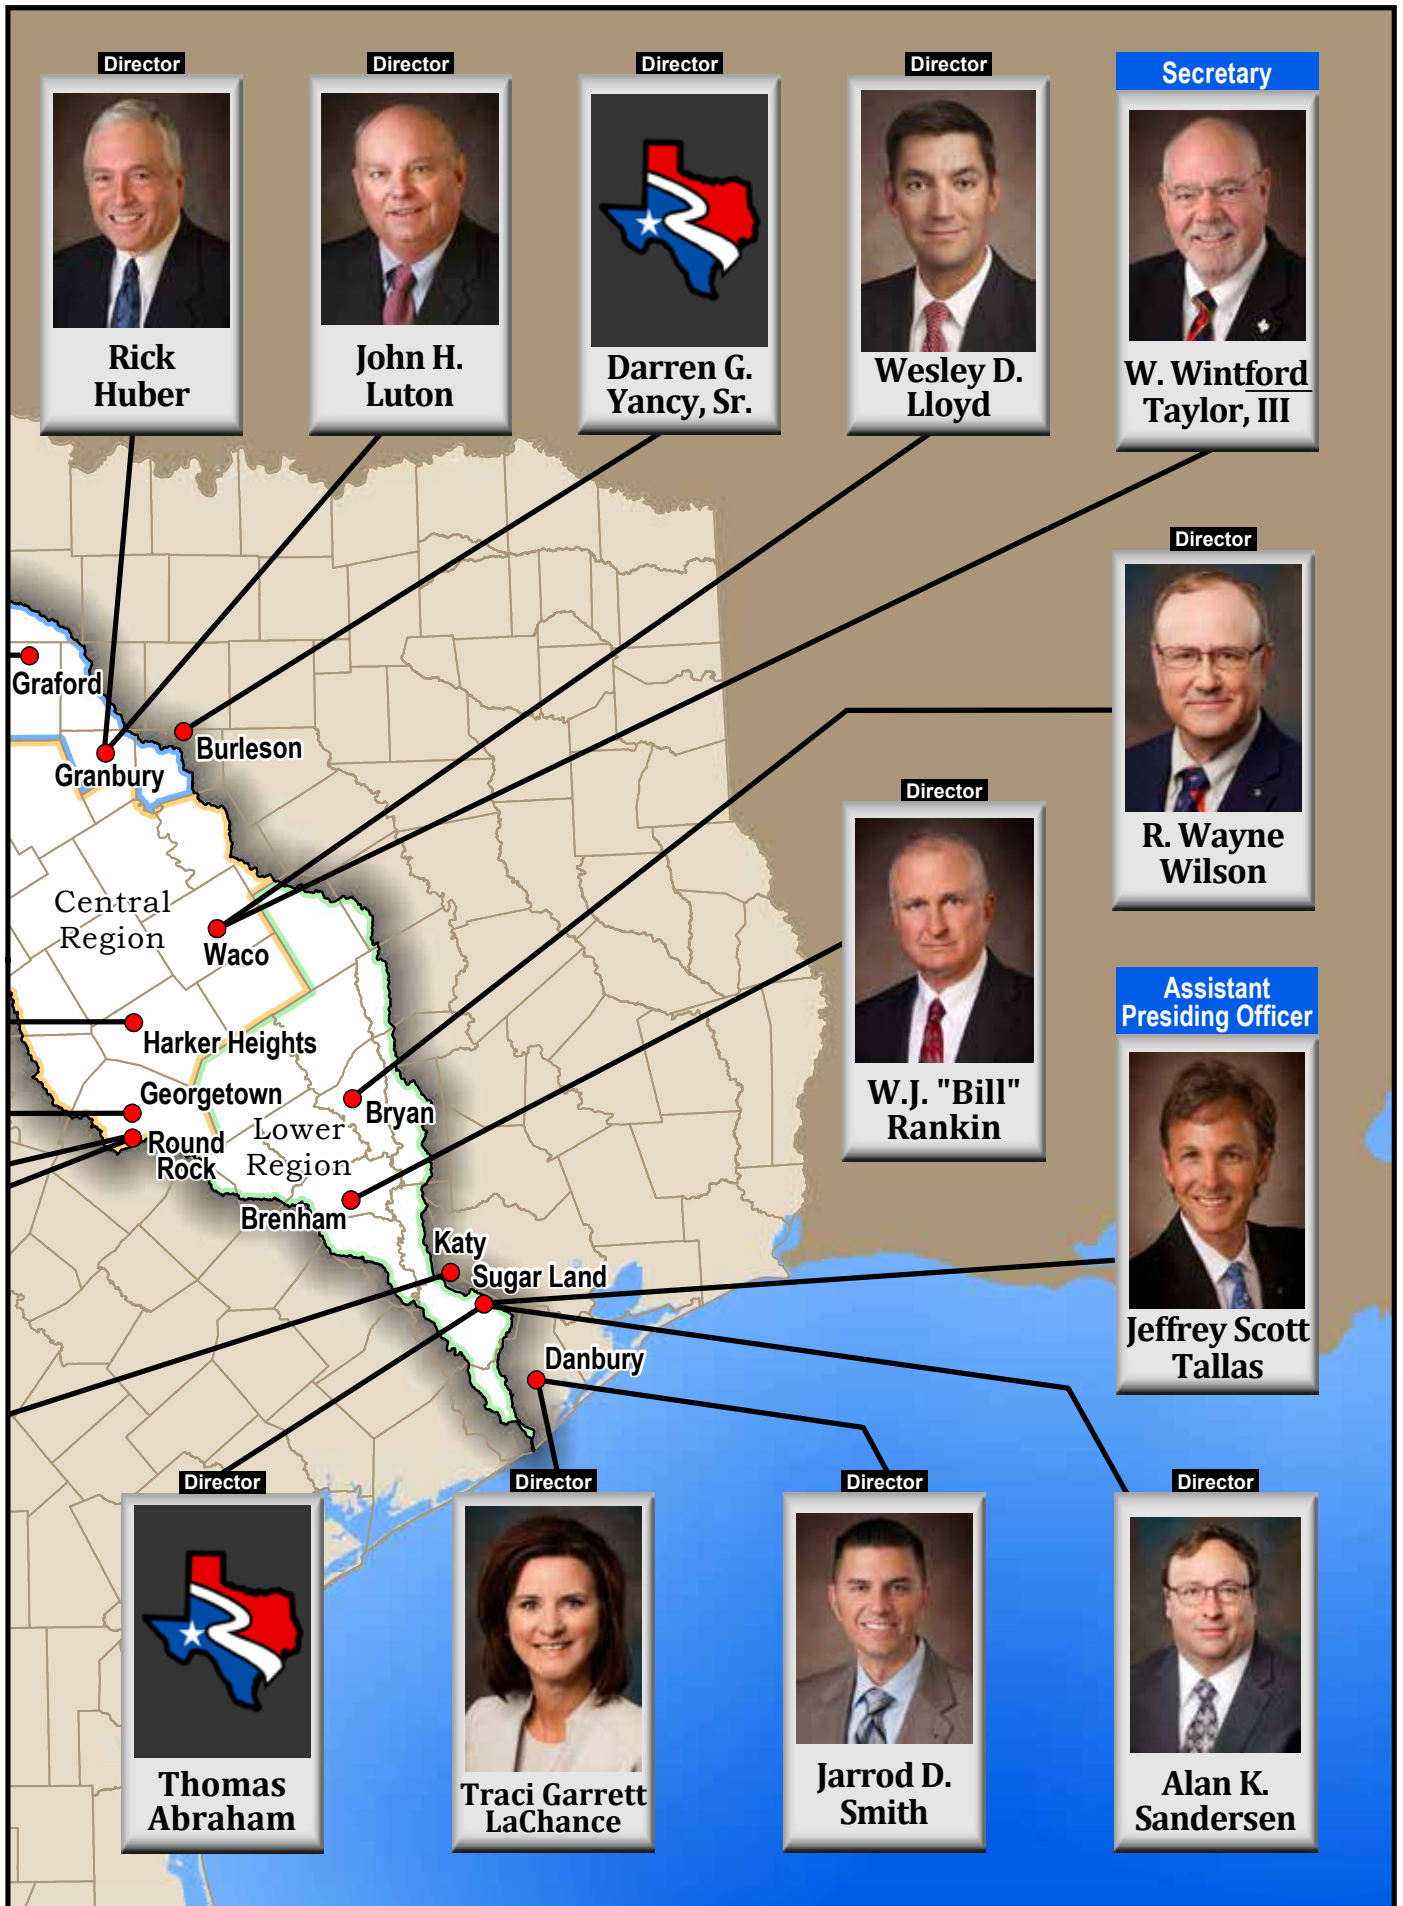 Director
Rick
Huber
Director
John H.
Luton
Director
Darren G.
Yancy, Sr.
Director
Wesley D.
Lloyd
Secretary
W. Wintford
Taylor, III
Director
R. Wayne
Wilson
Director
W.J. "Bill"
Rankin
Assistant
Presiding Officer
Jeffrey Scott
Tallas
Graford
Burleson
Granbury
Central
Region
Waco
Harker Heights
Georgetown
Bryan
Lower
Region
Round
Rock
Brenham
Katy
Sugar Land
Danbury
Director
Thomas
Abraham
Director
Traci Garrett
LaChance
Director
Jarrod D.
Smith
Director
Alan K.
Sandersen